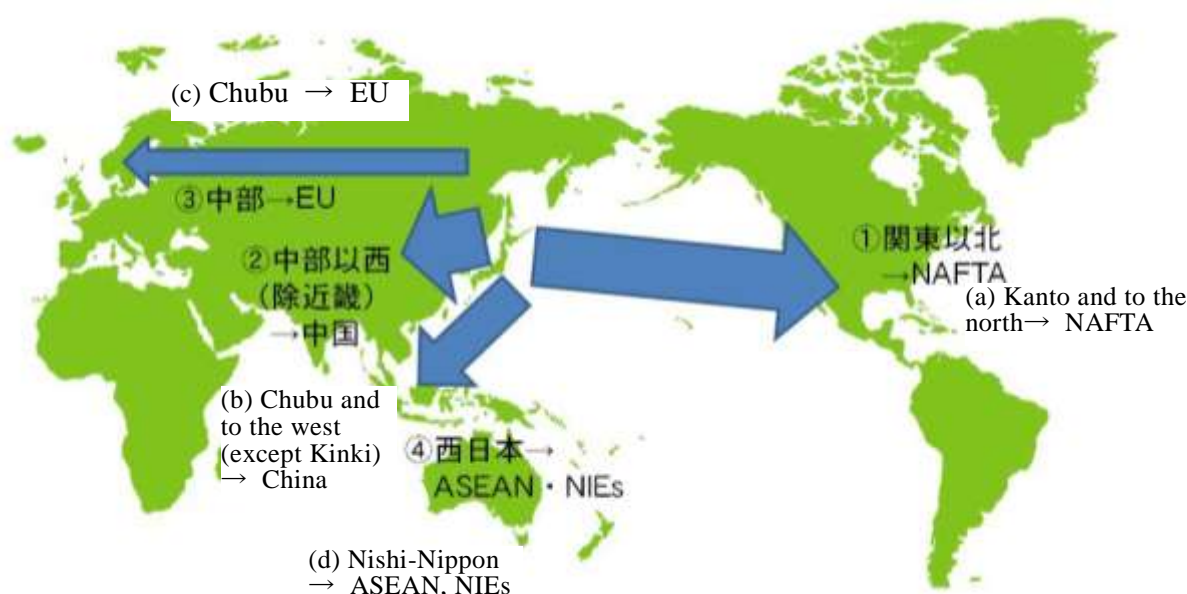 (c) Chubu → EU
③中部→EU
②中部以西
(除近畿)
→中国
①関東以北
→NAFTA
(a) Kanto and to the
north→ NAFTA
(b) Chubu and
to the west
(except Kinki)
→ China
④西日本→
ASEAN・NIEs
(d) Nishi-Nippon
→ ASEAN, NIEs